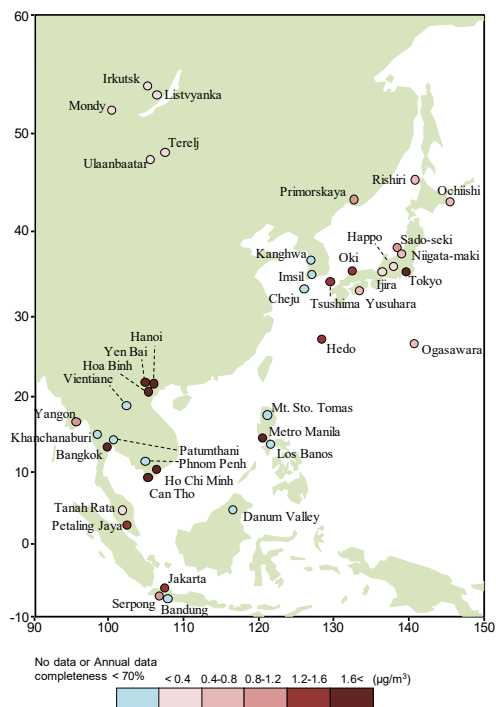 60
Irkutsk
Listvyanka
Mondy
50
Terelj
Ulaanbaatar
Rishiri
Primorskaya
Ochiishi
40
Happo
Sado-seki
Kanghwa
Oki
Niigata-maki
Imsil
Cheju
Ijira
Tokyo
Tsushima
Yusuhara
30
Hanoi
Hedo
Ogasawara
Yen Bai
Hoa Binh
Vientiane
20
Yangon
Mt. Sto. Tomas
Khanchanaburi
Metro Manila
Patumthani
Bangkok
Los Banos
Phnom Penh
10
Ho Chi Minh
Can Tho
Tanah Rata
Danum Valley
Petaling Jaya
0
Jakarta
Serpong
Bandung
-10
90 100 110 120 130 140 150
No data or Annual data
completeness < 70% < 0.4 0.4-0.8 0.8-1.2 1.2-1.6 1.6< (μg/m³)